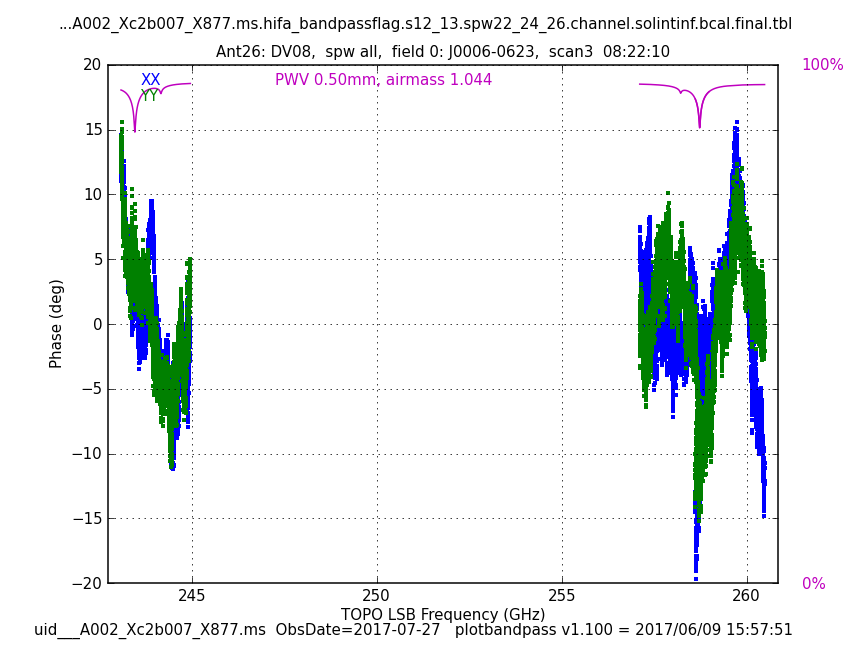 ...A002_Xc2b007_X877.ms.hifa_bandpassflag.s12_13.spw22_24_26.channel.solintinf.bcal.final.tbl
Ant26: DV08, spw all, field 0: J0006-0623, scan3 08:22:10
20 100%
XX PWV 0.50mm, airmass 1.044
YY
15
10
5
0
Phase (deg)
−5
−10
−15
−20 0%
245 250 255 260
TOPO LSB Frequency (GHz)
uid___A002_Xc2b007_X877.ms ObsDate=2017-07-27 plotbandpass v1.100 = 2017/06/09 15:57:51